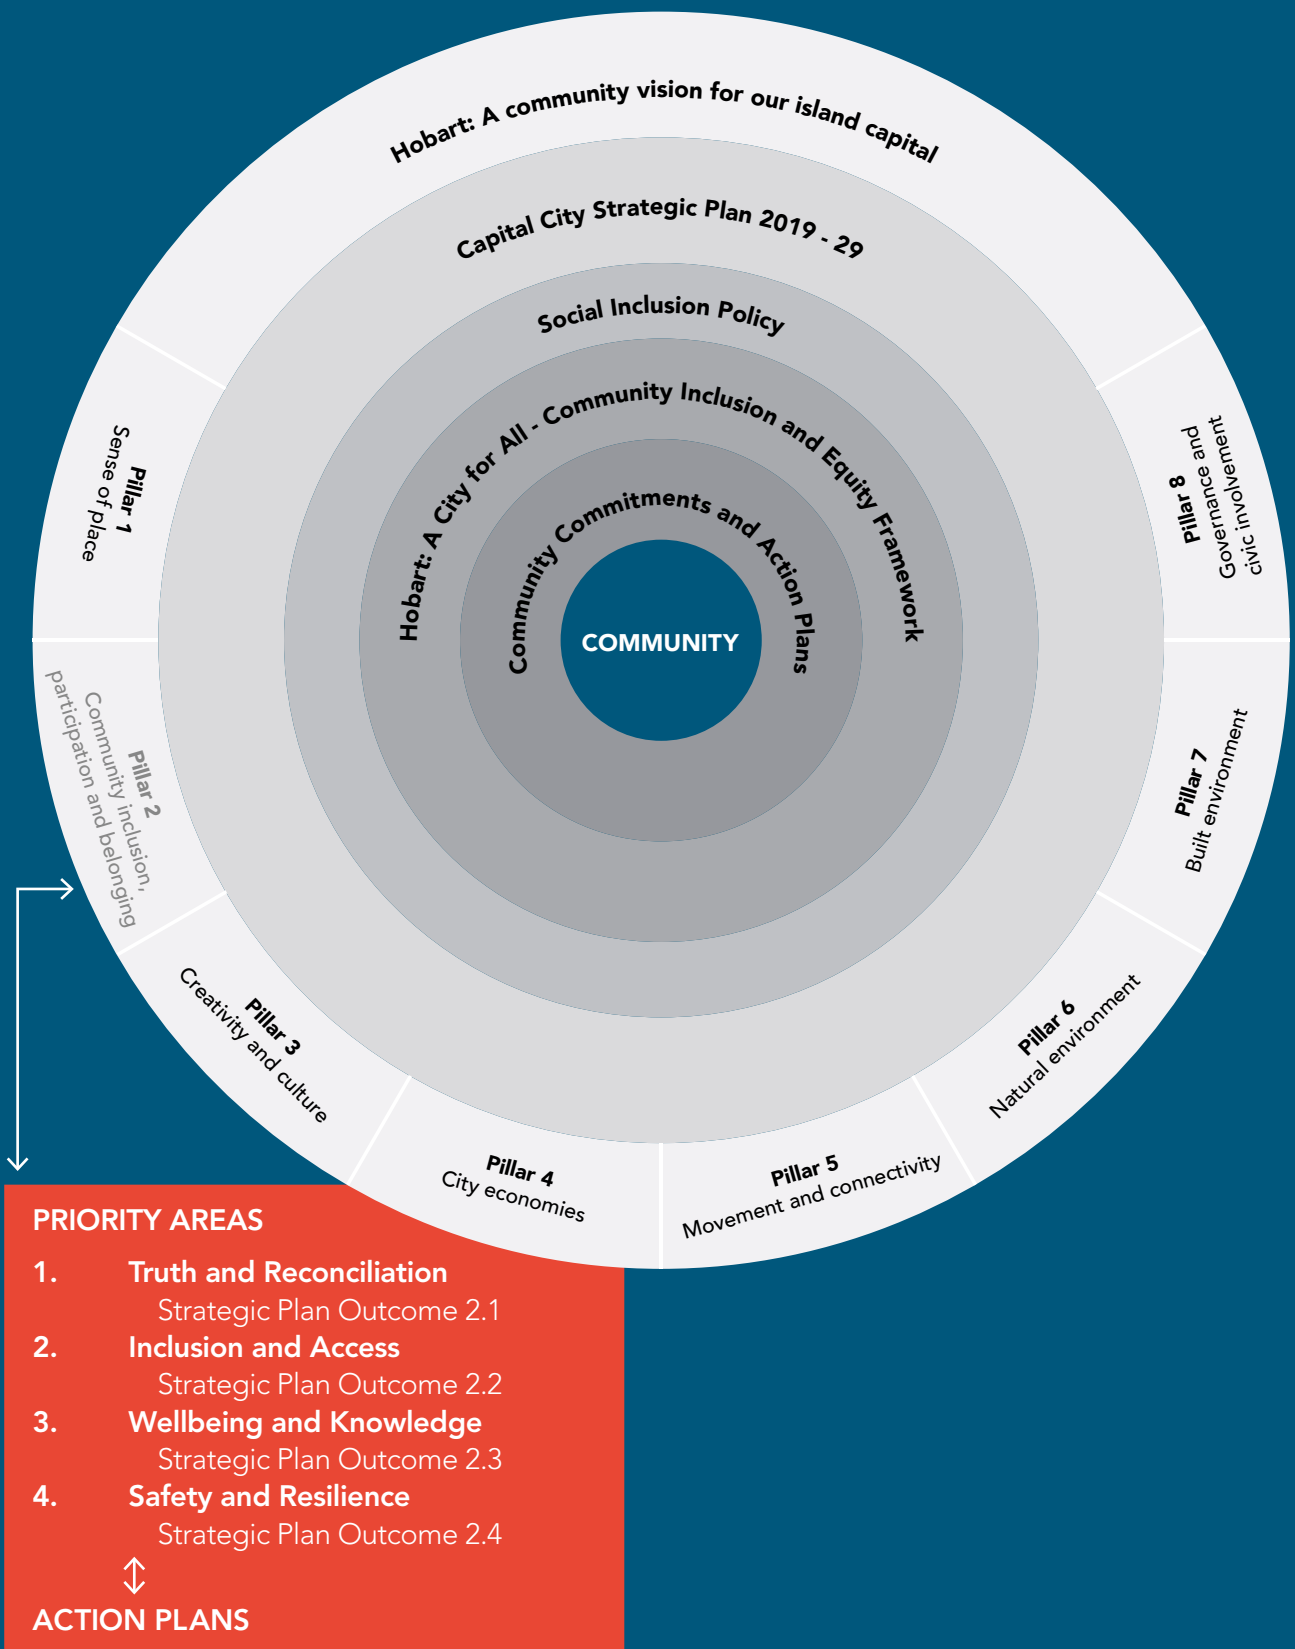 Hobart: A community vision for our island capital
Capital City Strategic Plan 2019 - 29
Social Inclusion Policy
Hobart: A City for All - Community Inclusion and Equity Framework
Community Commitments and Action Plans
COMMUNITY
Pillar 1
Sense of place
Pillar 2
Community inclusion,
participation and belonging
Pillar 3
Creativity and culture
Pillar 4
City economies
Pillar 5
Movement and connectivity
Pillar 6
Natural environment
Pillar 7
Built environment
Pillar 8
Governance and
civic involvement
PRIORITY AREAS
1. Truth and Reconciliation
Strategic Plan Outcome 2.1
2. Inclusion and Access
Strategic Plan Outcome 2.2
3. Wellbeing and Knowledge
Strategic Plan Outcome 2.3
4. Safety and Resilience
Strategic Plan Outcome 2.4
ACTION PLANS